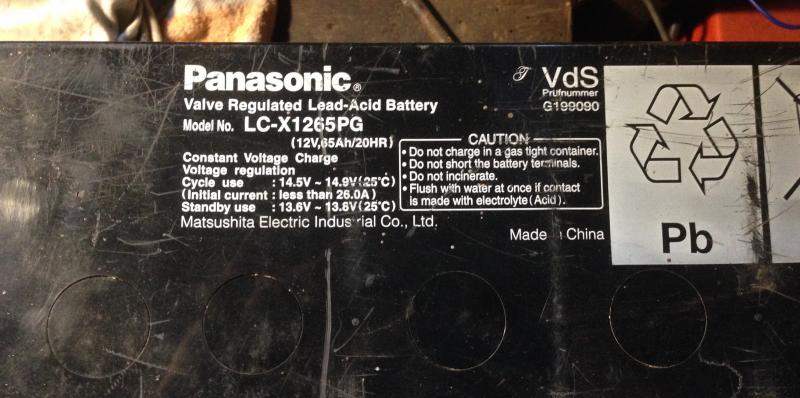 Panasonic®
Valve Regulated Lead-Acid Battery
Model No. LC-X1265PG
(12V,65Ah/20HR)
Constant Voltage Charge
Voltage regulation
Cycle use : 14.5V ~ 14.9V(25℃)
(Initial current : less than 26.0A)
Standby use : 13.6V ~ 13.8V(25℃)
Matsushita Electric Industrial Co., Ltd.
CAUTION
• Do not charge in a gas tight container.
• Do not short the battery terminals.
• Do not incinerate.
• Flush with water at once if contact
is made with electrolyte(Acid).
Made in China
VdS
Prüfnummer
G199090
Pb